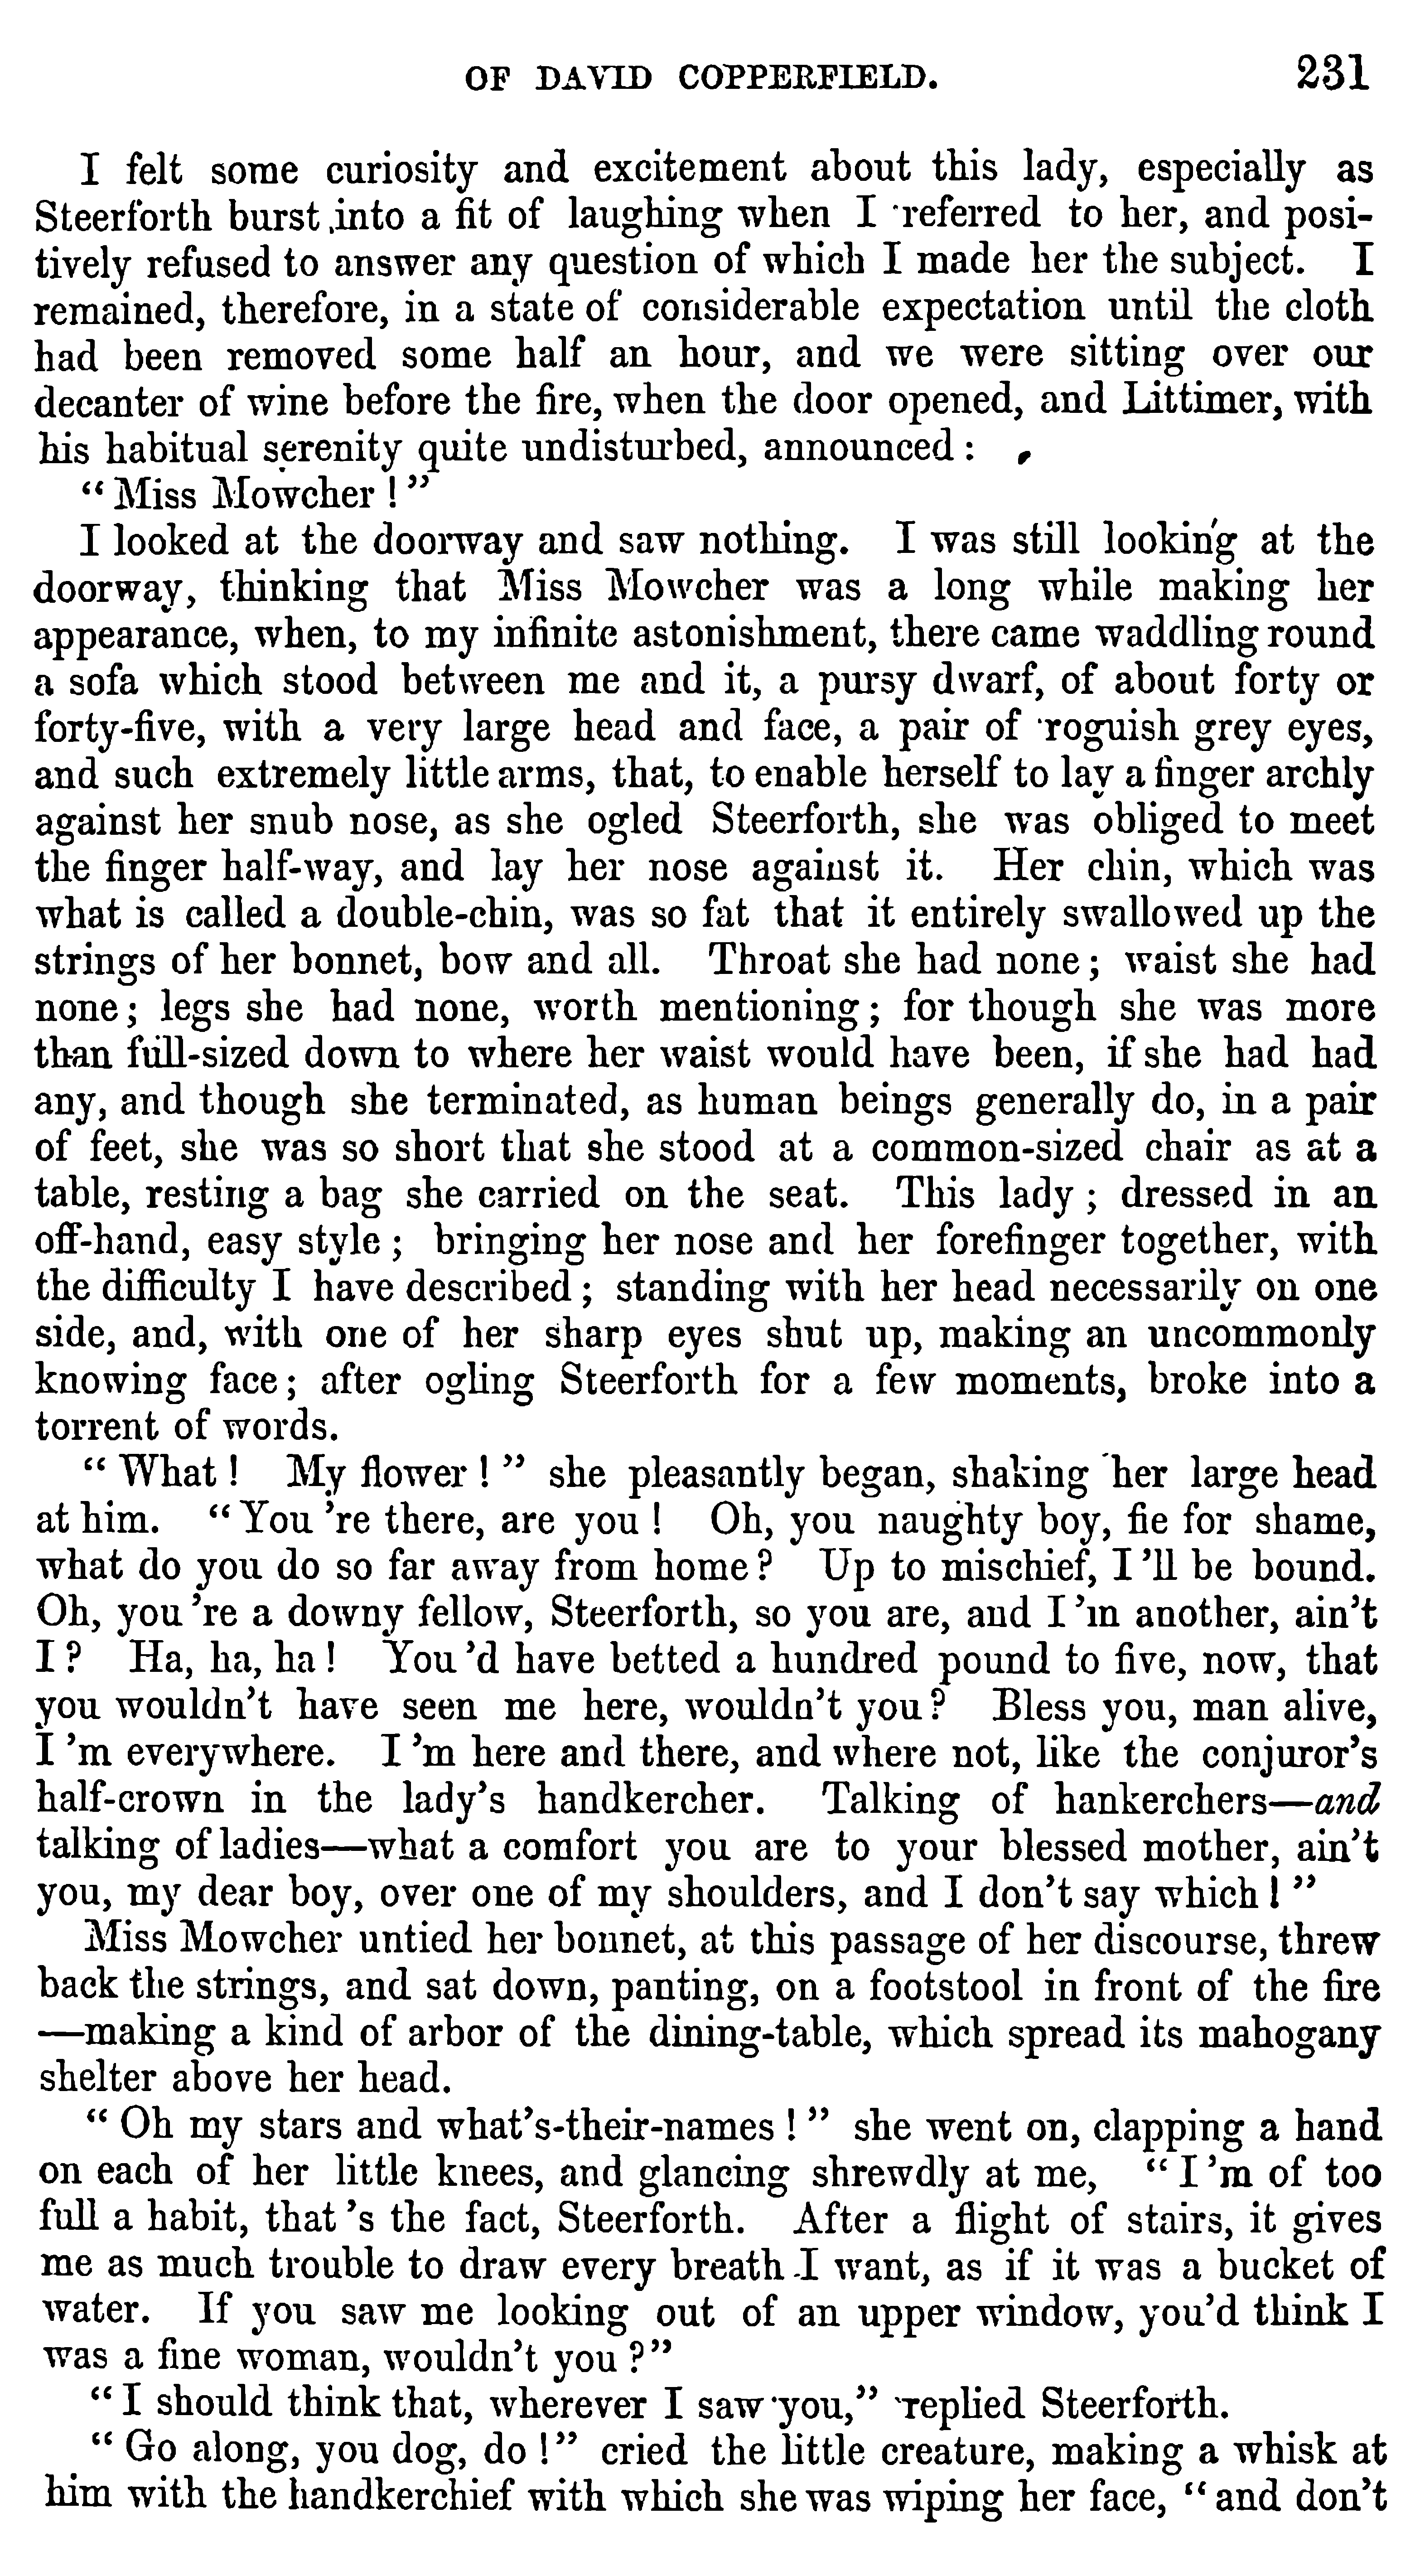 OF DAVID COPPERFIELD. 231
I felt some curiosity and excitement about this lady, especially as
Steerforth burst into a fit of laughing when I referred to her, and posi-
tively refused to answer any question of which I made her the subject. I
remained, therefore, in a state of considerable expectation until the cloth
had been removed some half an hour, and we were sitting over our
decanter of wine before the fire, when the door opened, and Littimer, with
his habitual serenity quite undisturbed, announced :
“ Miss Mowcher ! ”
I looked at the doorway and saw nothing. I was still looking at the
doorway, thinking that Miss Mowcher was a long while making her
appearance, when, to my infinite astonishment, there came waddling round
a sofa which stood between me and it, a pursy dwarf, of about forty or
forty-five, with a very large head and face, a pair of roguish grey eyes,
and such extremely little arms, that, to enable herself to lay a finger archly
against her snub nose, as she ogled Steerforth, she was obliged to meet
the finger half-way, and lay her nose against it. Her chin, which was
what is called a double-chin, was so fat that it entirely swallowed up the
strings of her bonnet, bow and all. Throat she had none ; waist she had
none ; legs she had none, worth mentioning ; for though she was more
than full-sized down to where her waist would have been, if she had had
any, and though she terminated, as human beings generally do, in a pair
of feet, she was so short that she stood at a common-sized chair as at a
table, resting a bag she carried on the seat. This lady ; dressed in an
off-hand, easy style ; bringing her nose and her forefinger together, with
the difficulty I have described ; standing with her head necessarily on one
side, and, with one of her sharp eyes shut up, making an uncommonly
knowing face ; after ogling Steerforth for a few moments, broke into a
torrent of words.
“ What ! My flower ! ” she pleasantly began, shaking her large head
at him. “ You 're there, are you ! Oh, you naughty boy, fie for shame,
what do you do so far away from home ? Up to mischief, I 'll be bound.
Oh, you 're a downy fellow, Steerforth, so you are, and I 'm another, ain't
I ? Ha, ha, ha ! You 'd have betted a hundred pound to five, now, that
you wouldn't have seen me here, wouldn't you ? Bless you, man alive,
I 'm everywhere. I 'm here and there, and where not, like the conjuror's
half-crown in the lady's handkercher. Talking of hankerchers—and
talking of ladies—what a comfort you are to your blessed mother, ain't
you, my dear boy, over one of my shoulders, and I don't say which ! ”
Miss Mowcher untied her bonnet, at this passage of her discourse, threw
back the strings, and sat down, panting, on a footstool in front of the fire
—making a kind of arbor of the dining-table, which spread its mahogany
shelter above her head.
“ Oh my stars and what's-their-names ! ” she went on, clapping a hand
on each of her little knees, and glancing shrewdly at me, “ I 'm of too
full a habit, that 's the fact, Steerforth. After a flight of stairs, it gives
me as much trouble to draw every breath I want, as if it was a bucket of
water. If you saw me looking out of an upper window, you'd think I
was a fine woman, wouldn't you ?”
“ I should think that, wherever I saw you,” replied Steerforth.
“ Go along, you dog, do !” cried the little creature, making a whisk at
him with the handkerchief with which she was wiping her face, “ and don't